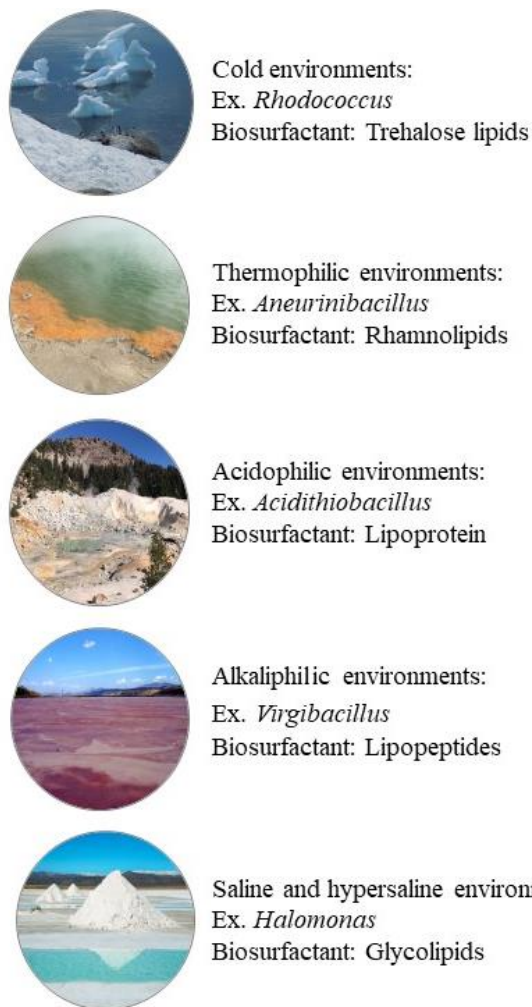 Cold environments:
Ex. Rhodococcus
Biosurfactant: Trehalose lipids
Thermophilic environments:
Ex. Aneurinibacillus
Biosurfactant: Rhamnolipids
Acidophilic environments:
Ex. Acidithiobacillus
Biosurfactant: Lipoprotein
Alkaliphilic environments:
Ex. Virgibacillus
Biosurfactant: Lipopeptides
Saline and hypersaline
Ex. Halomonas
Biosurfactant: Glycolipids